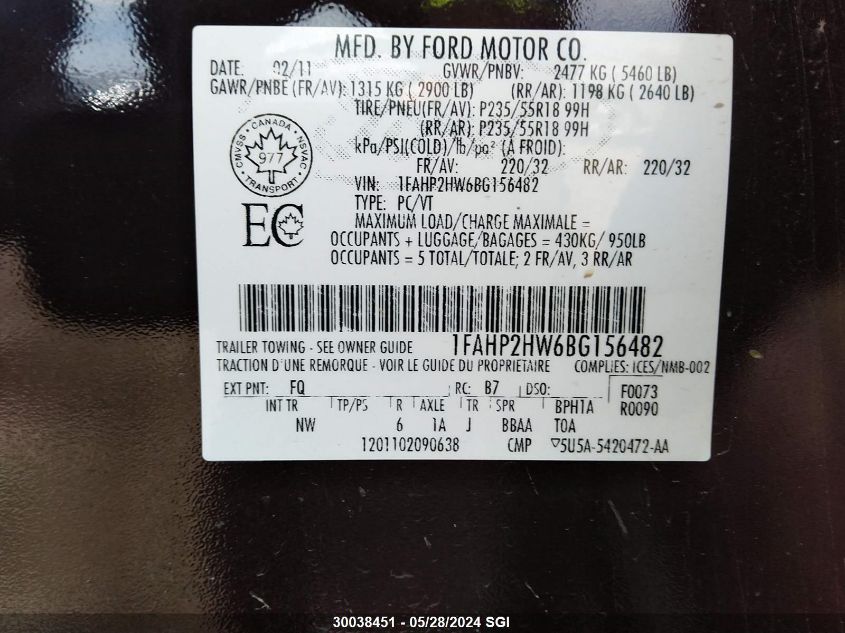 MFD. BY FORD MOTOR CO.
DATE: 02/11 GVWR/PNBV: 2477 KG ( 5460 LB)
GAWR/PNBE (FR/AV): 1315 KG ( 2900 LB) (RR/AR): 1198 KG ( 2640 LB)
TIRE/PNEU(FR/AV): P235/55R18 99H
(RR/AR): P235/55R18 99H
kPa/PSI(COLD)/lb/po² (À FROID):
FR/AV: 220/32 RR/AR: 220/32
CMVSS · CANADA · NSVAC
977
TRANSPORT
VIN: 1FAHP2HW6BG156482
TYPE: PC/VT
EC
MAXIMUM LOAD/CHARGE MAXIMALE =
OCCUPANTS + LUGGAGE/BAGAGES = 430KG/ 950LB
OCCUPANTS = 5 TOTAL/TOTALE; 2 FR/AV, 3 RR/AR
TRAILER TOWING - SEE OWNER GUIDE 1FAHP2HW6BG156482
TRACTION D'UNE REMORQUE - VOIR LE GUIDE DU PROPRIETAIRE COMPLIES: ICES/NMB-002
EXT PNT: FQ RC: B7 DSO: F0073
INT TR TP/PS R AXLE TR SPR BPH1A R0090
NW 6 1A J BBAA TOA
1201102090638 CMP ▽5U5A-5420472-AA
30038451 - 05/28/2024 SGI